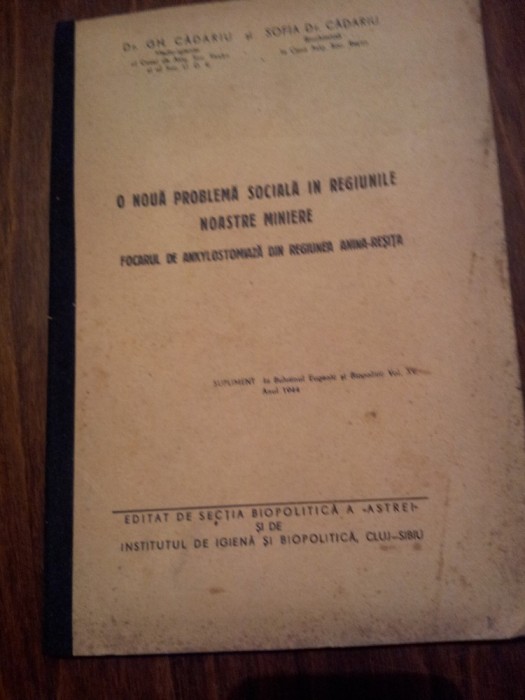 Dr. GH. CĂDARIU și SOFIA Dr. CĂDARIU
O NOUĂ PROBLEMĂ SOCIALĂ IN REGIUNILE
NOASTRE MINIERE
FOCARUL DE ANKYLOSTOMIAZĂ DIN REGIUNEA ANINA-REȘIȚA
SUPLIMENT la Buletinul Eugenic și Biopolitic Vol. XV
Anul 1944
EDITAT DE SECȚIA BIOPOLITICĂ A «ASTREI»
ȘI DE
INSTITUTUL DE IGIENĂ ȘI BIOPOLITICĂ, CLUJ—SIBIU